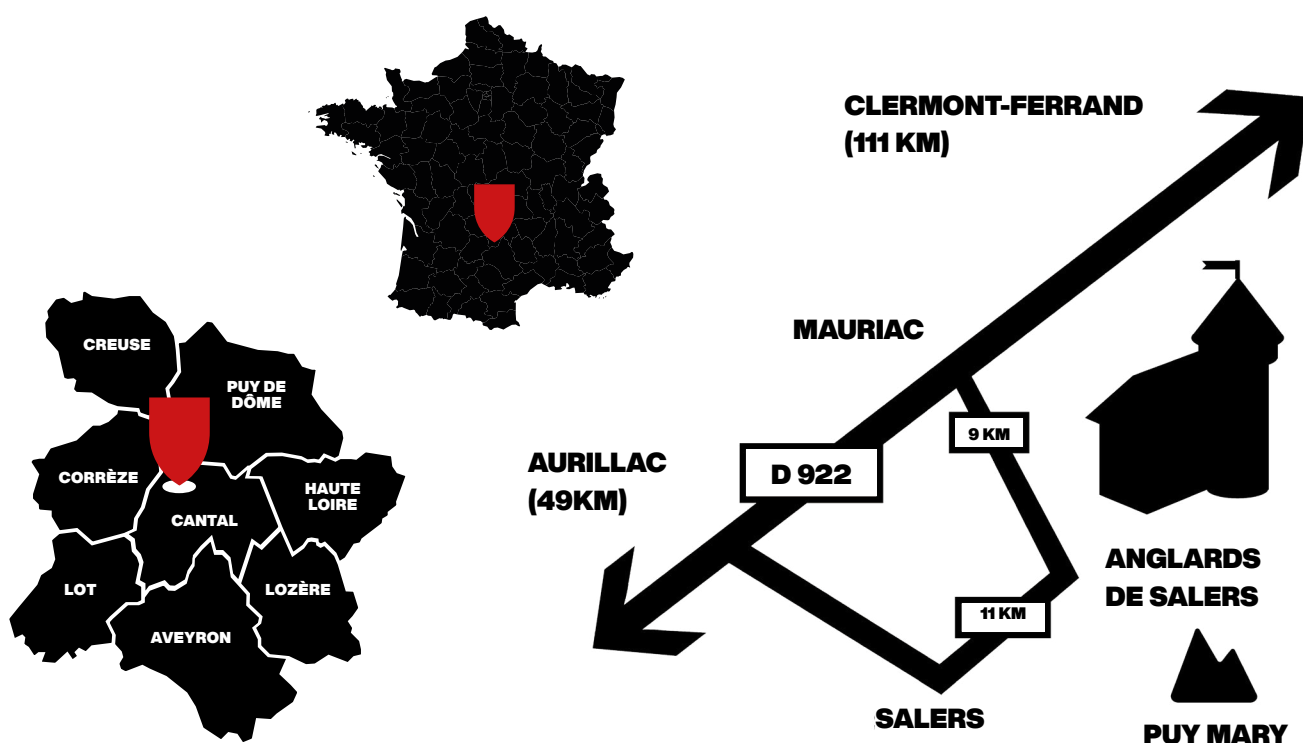 CLERMONT-FERRAND
(111 KM)
MAURIAC
CREUSE
PUY DE
DÔME
9 KM
AURILLAC
(49KM)
D 922
CORRÈZE
HAUTE
LOIRE
CANTAL
ANGLARDS
DE SALERS
LOT
LOZÈRE
11 KM
AVEYRON
SALERS
PUY MARY